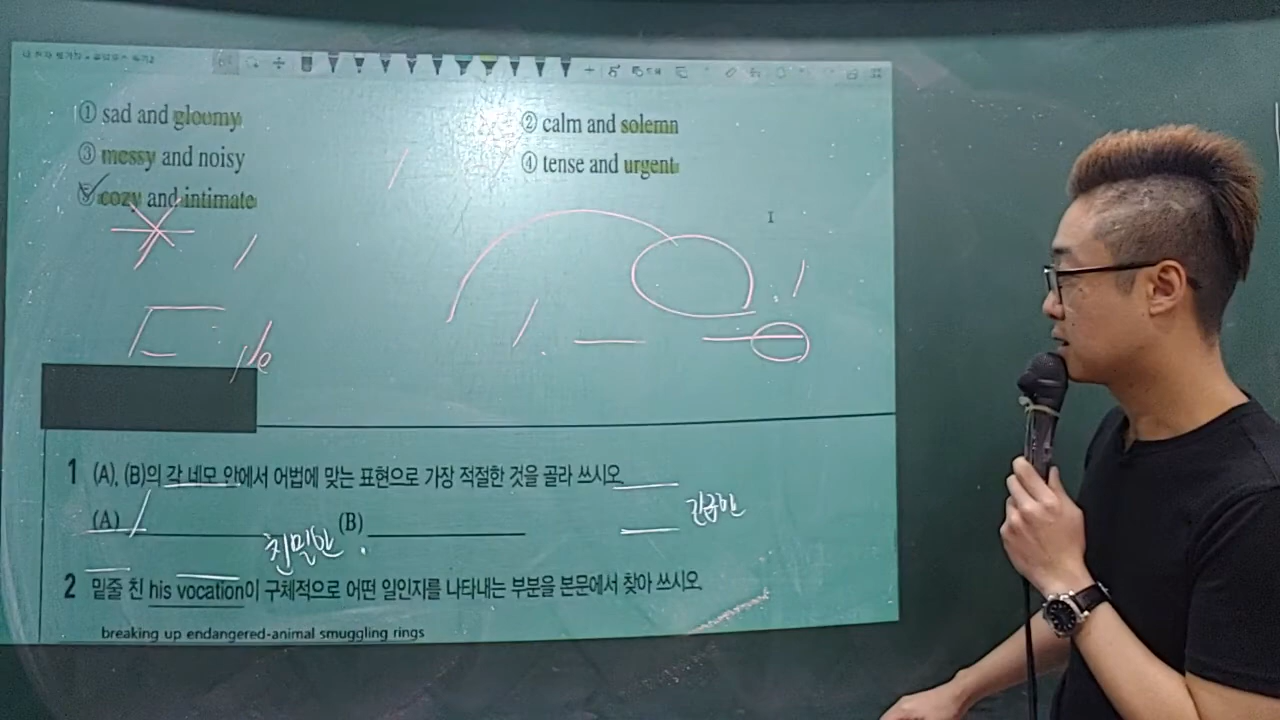 ① sad and gloomy
② calm and solemn
③ messy and noisy
④ tense and urgent
⑤ cozy and intimate
1 (A), (B)의 각 네모 안에서 어법에 맞는 표현으로 가장 적절한 것을 골라 쓰시오.
긴급한
(A) (B)
친밀한
2 밑줄 친 his vocation이 구체적으로 어떤 일인지를 나타내는 부분을 본문에서 찾아 쓰시오.
breaking up endangered-animal smuggling rings